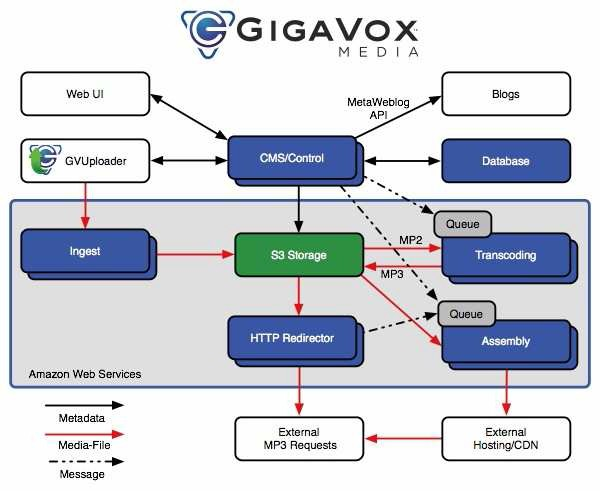 GIGAVOX™
MEDIA
Web UI
MetaWeblog
API
Blogs
GVUploader
CMS/Control
Database
Queue
Ingest
S3 Storage
MP2
Transcoding
MP3
Queue
HTTP Redirector
Assembly
Amazon Web Services
Metadata
Media-File
Message
External
MP3 Requests
External
Hosting/CDN